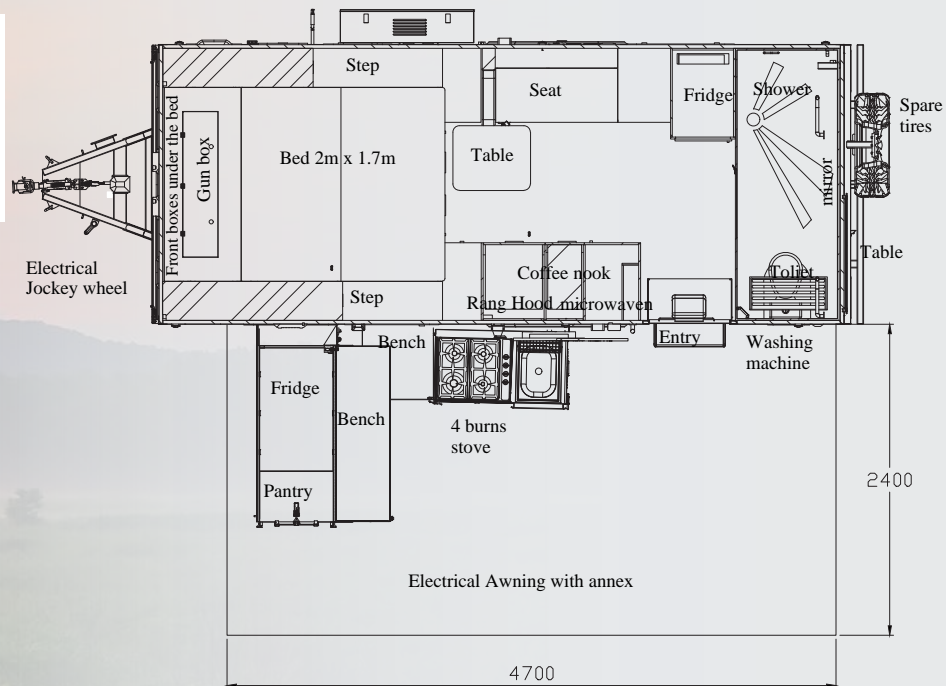 Step
Seat
Fridge
Shower
Spare
tires
Front boxes under the bed
Gun box
Bed 2m x 1.7m
Table
mirror
Electrical
Jockey wheel
Coffee nook
Toliet
Table
Step
Rang Hood
microwaven
Entry
Washing
machine
Bench
Fridge
Bench
4 burns
stove
Pantry
2400
Electrical Awning with annex
4700